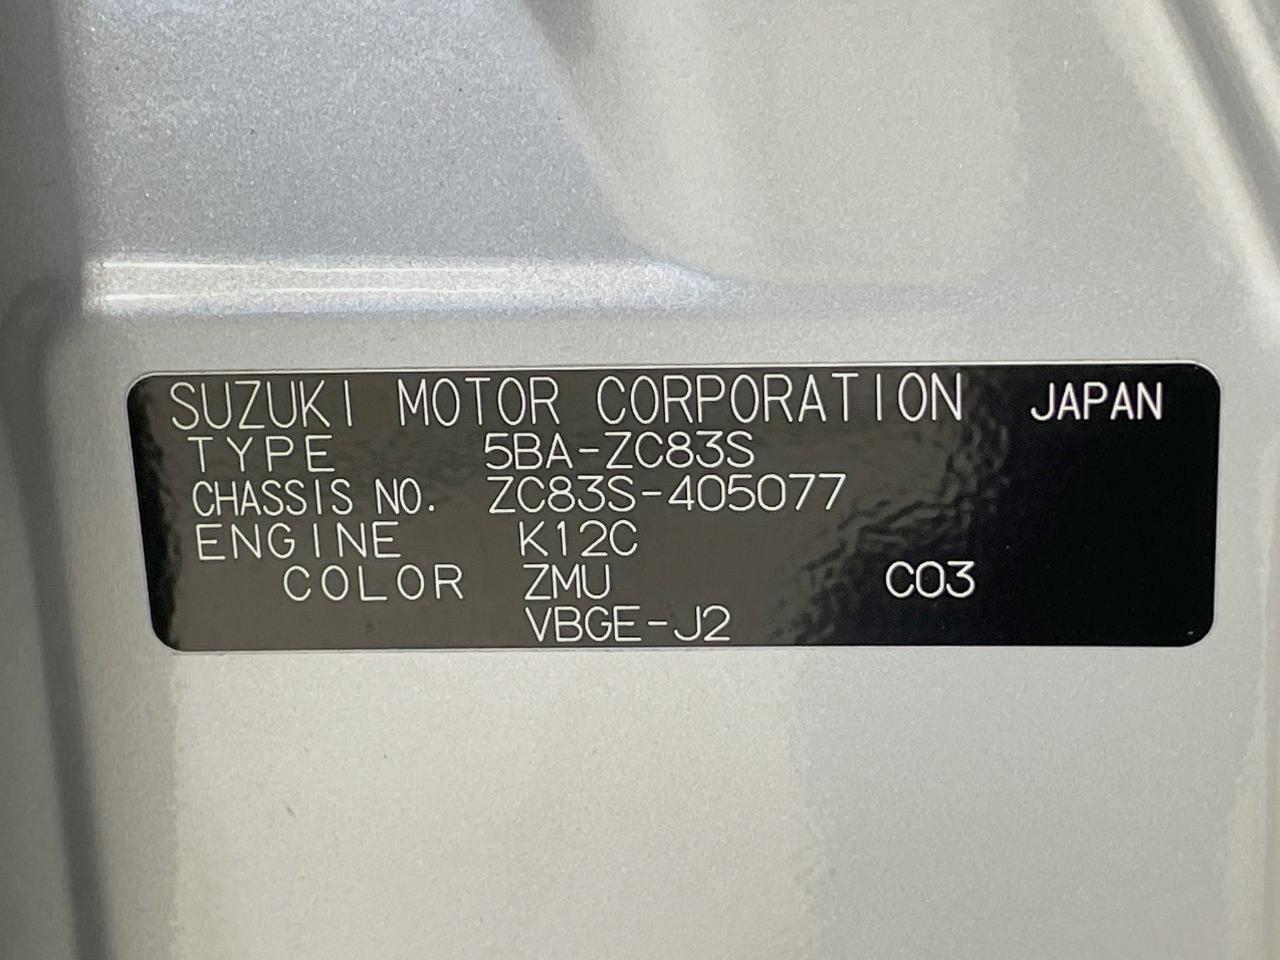 SUZUKI MOTOR CORPORATION JAPAN
TYPE 5BA-ZC83S
CHASSIS NO. ZC83S-405077
ENGINE K12C
COLOR ZMU C03
VBGE-J2